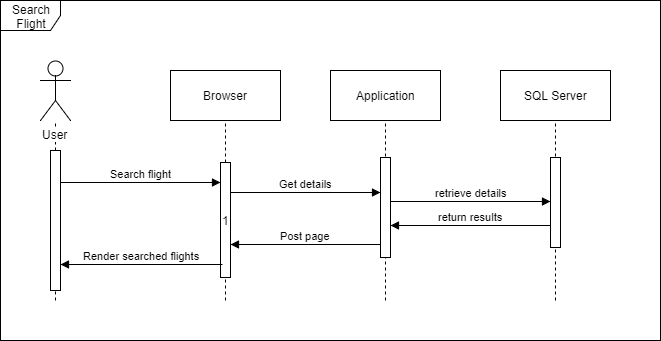 Search
Flight
User
Browser
Application
SQL Server
Search flight
Get details
retrieve details
1
return results
Post page
Render searched flights